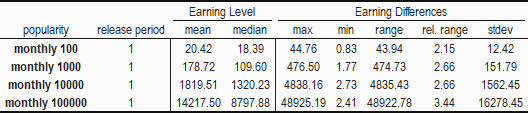 Earning Level Earning Differences
popularity release period mean median max min range rel. range stdev
monthly 100 1 20.42 18.39 44.76 0.83 43.94 2.15 12.42
monthly 1000 1 178.72 109.60 476.50 1.77 474.73 2.66 151.79
monthly 10000 1 1819.51 1320.23 4838.16 2.73 4835.43 2.66 1562.45
monthly 100000 1 14217.50 8797.88 48925.19 2.41 48922.78 3.44 16278.45